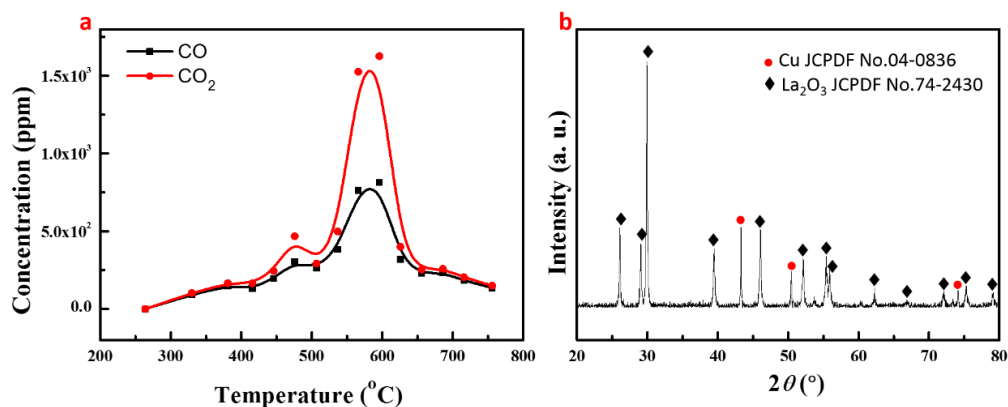 a
CO
CO₂
Concentration (ppm)
1.5x10³
1.0x10³
5.0x10²
0.0
200 300 400 500 600 700 800
Temperature (°C)
b
Cu JCPDF No.04-0836
La₂O₃ JCPDF No.74-2430
Intensity (a. u.)
20 30 40 50 60 70 80
2θ (°)